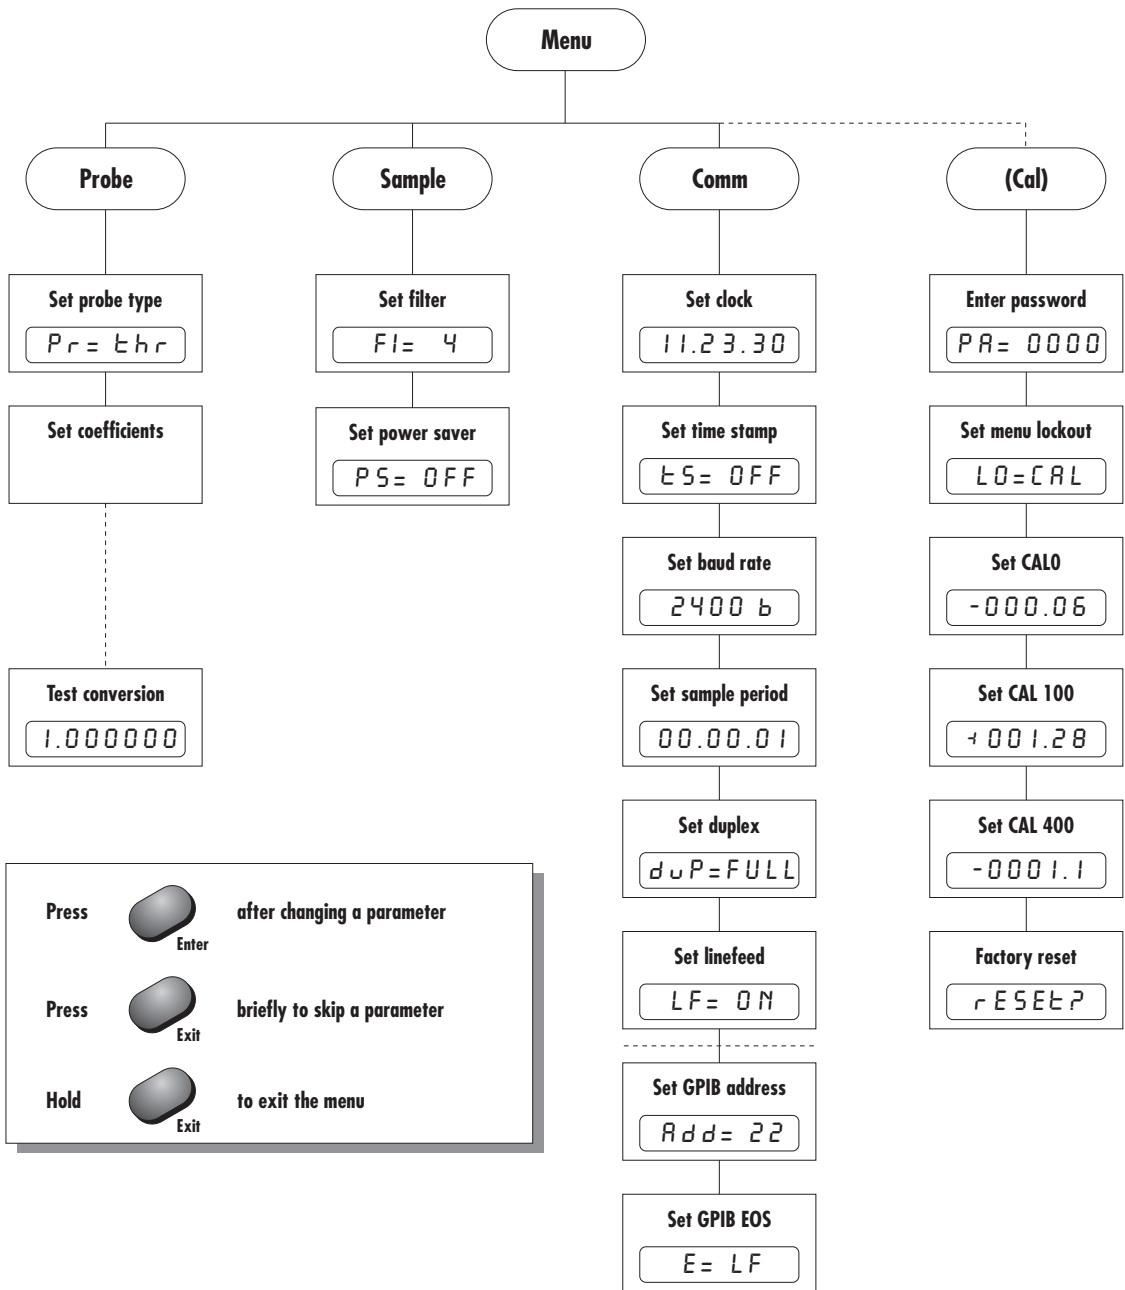 Menu
Probe
Sample
Comm
(Cal)
Set probe type
Pr= thr
Set coefficients
Test conversion
1.000000
Set filter
FI= 4
Set power saver
PS= OFF
Set clock
11.23.30
Set time stamp
tS= OFF
Set baud rate
2400 b
Set sample period
00.00.01
Set duplex
duP=FULL
Set linefeed
LF= ON
Set GPIB address
Add= 22
Set GPIB EOS
E= LF
Enter password
PA= 0000
Set menu lockout
LO=CAL
Set CAL0
-000.06
Set CAL 100
+001.28
Set CAL 400
-0001.1
Factory reset
rESEt?
Press Enter after changing a parameter
Press Exit briefly to skip a parameter
Hold Exit to exit the menu